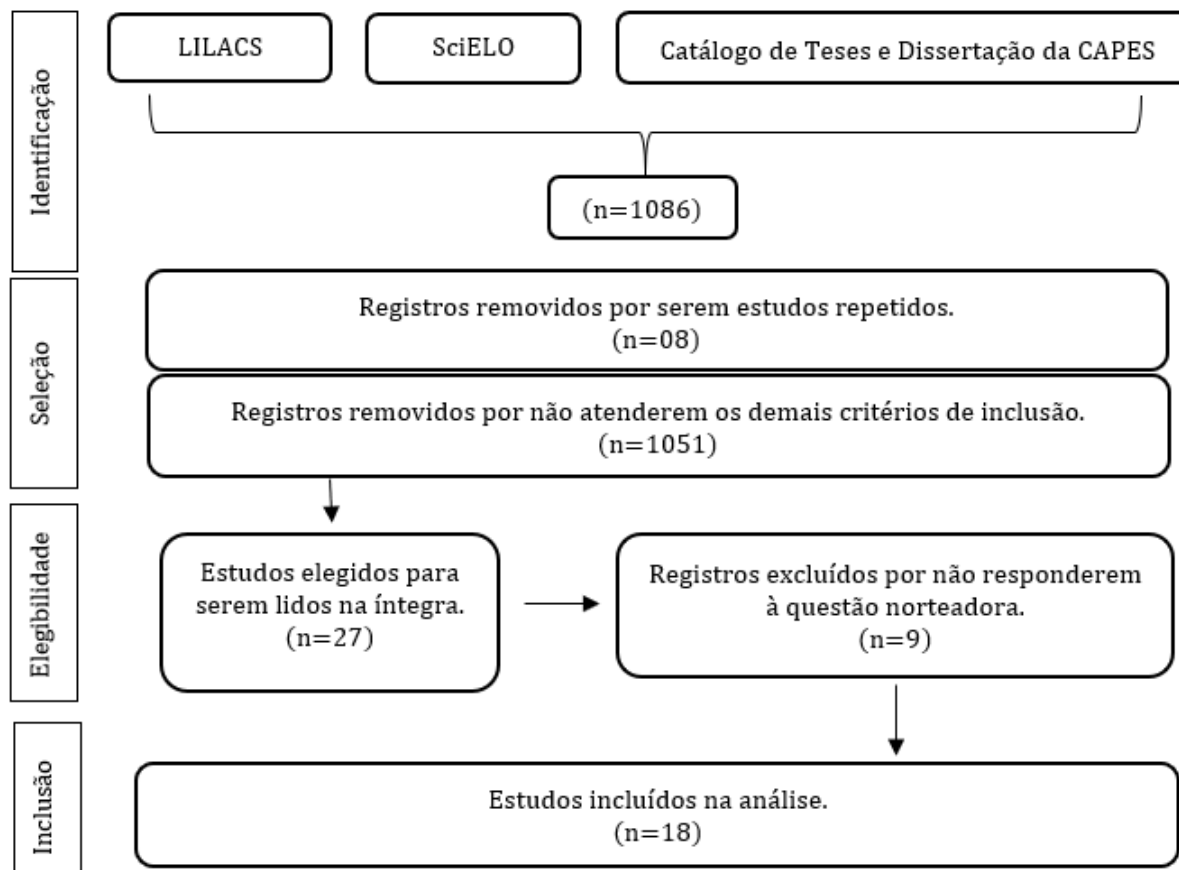 Identificação
LILACS
SciELO
Catálogo de Teses e Dissertação da CAPES
(n=1086)
Seleção
Registros removidos por serem estudos repetidos.
(n=08)
Registros removidos por não atenderem os demais critérios de inclusão.
(n=1051)
Elegibilidade
Estudos elegidos para
serem lidos na íntegra.
(n=27)
Registros excluídos por não responderem
à questão norteadora.
(n=9)
Inclusão
Estudos incluídos na análise.
(n=18)